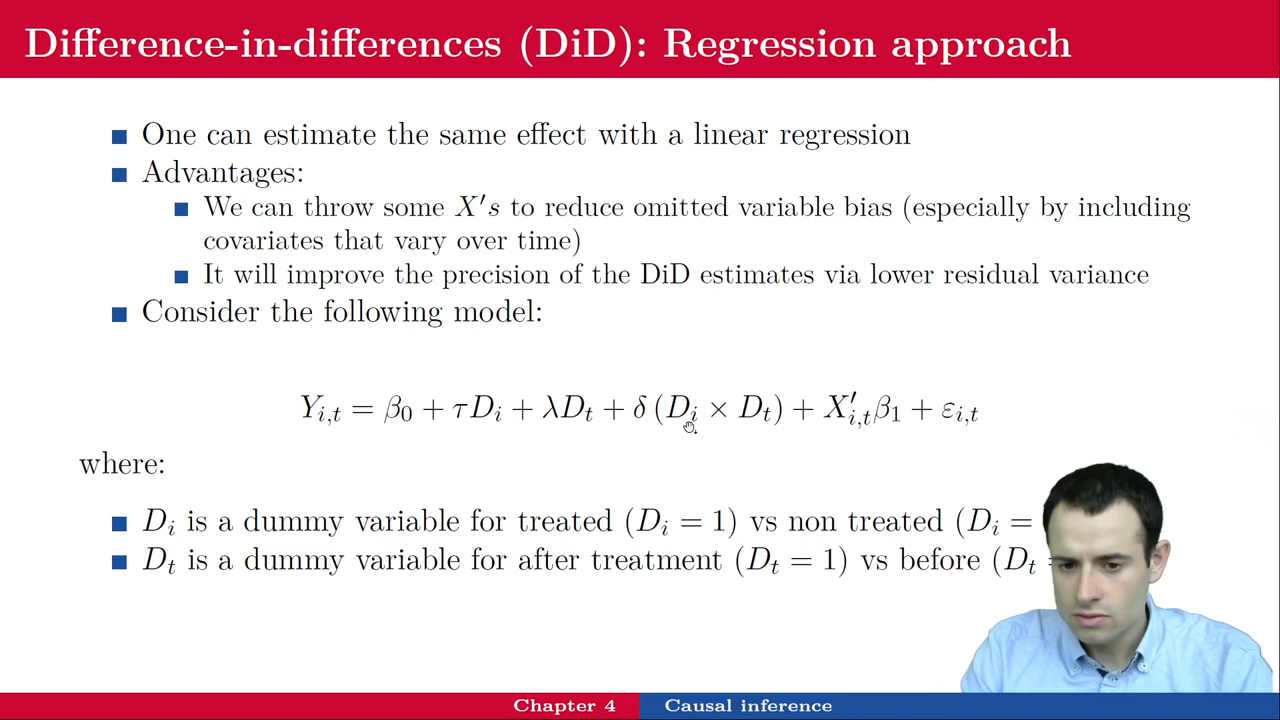 Difference-in-differences (DiD): Regression approach
One can estimate the same effect with a linear regression
Advantages:
We can throw some X′s to reduce omitted variable bias (especially by including
covariates that vary over time)
It will improve the precision of the DiD estimates via lower residual variance
Consider the following model:
Y_{i,t} = β_0 + τD_i + λD_t + δ (D_i × D_t) + X′_{i,t}β_1 + ε_{i,t}
where:
D_i is a dummy variable for treated (D_i = 1) vs non treated (D_i =
D_t is a dummy variable for after treatment (D_t = 1) vs before (D_t
Chapter 4 Causal inference